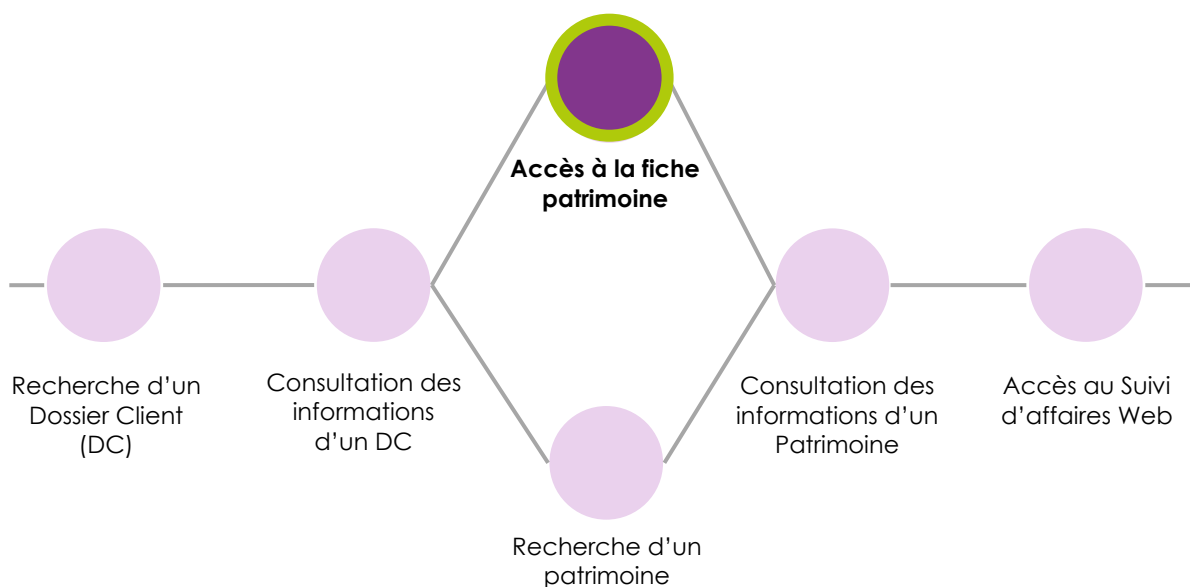 Accès à la fiche
patrimoine
Recherche d’un
Dossier Client
(DC)
Consultation des
informations
d’un DC
Consultation des
informations d’un
Patrimoine
Accès au Suivi
d’affaires Web
Recherche d’un
patrimoine